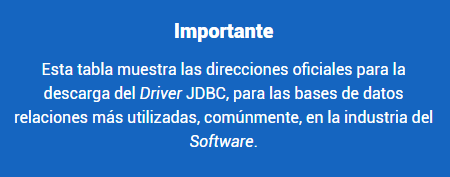 Importante
Esta tabla muestra las direcciones oficiales para la
descarga del Driver JDBC, para las bases de datos
relaciones más utilizadas, comúnmente, en la industria del
Software.